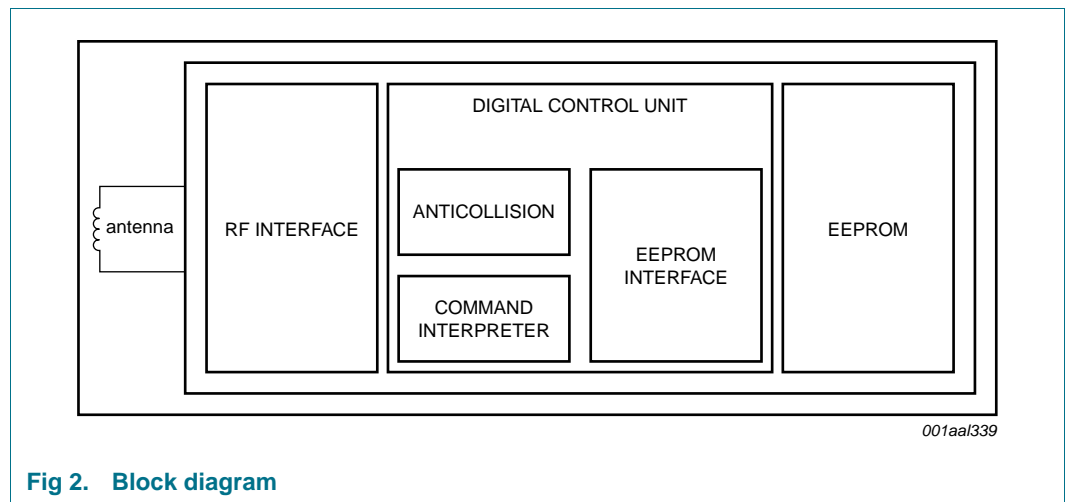 DIGITAL CONTROL UNIT
antenna
RF INTERFACE
ANTICOLLISION
COMMAND
INTERPRETER
EEPROM
INTERFACE
EEPROM
001aal339
Fig 2. Block diagram